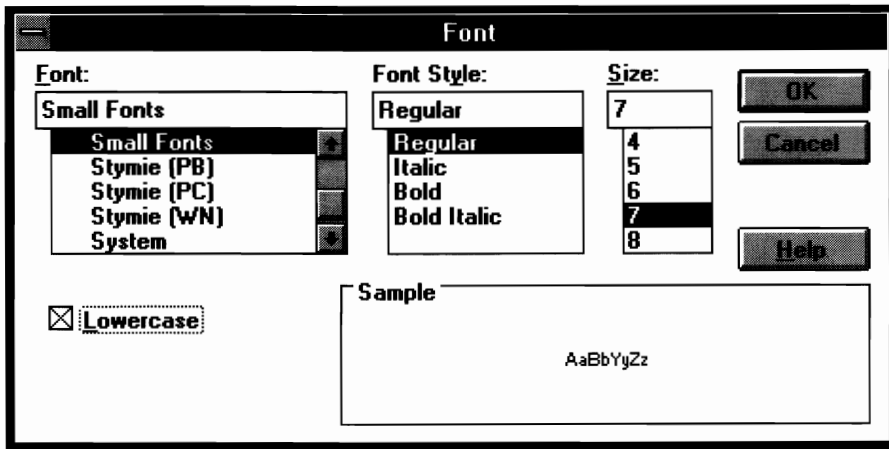 Font
Font:
Small Fonts
Small Fonts
Stymie (PB)
Stymie (PC)
Stymie (WN)
System
Font Style:
Regular
Regular
Italic
Bold
Bold Italic
Size:
7
4
5
6
7
8
OK
Cancel
Help
Lowercase
Sample
AaBbYyZz